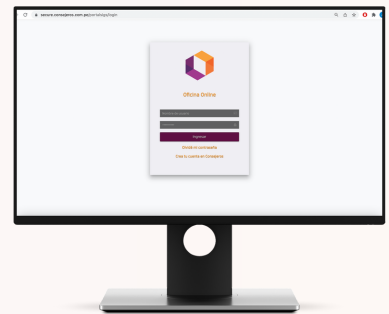 secure.consejeros.com.pe/portalapp/login
Oficina Online
Ingresar
Olvidé mi contraseña
Crea tu cuenta en Consejeros